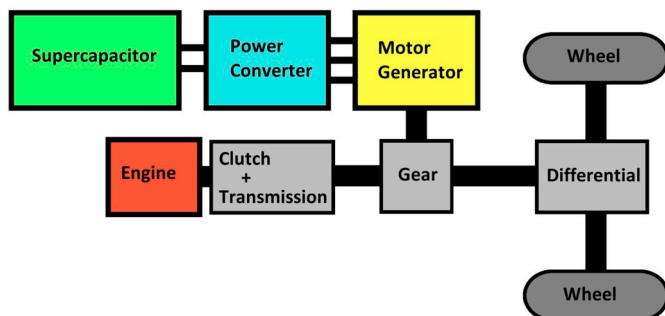 Supercapacitor
Power
Converter
Motor
Generator
Wheel
Engine
Clutch
+
Transmission
Gear
Differential
Wheel